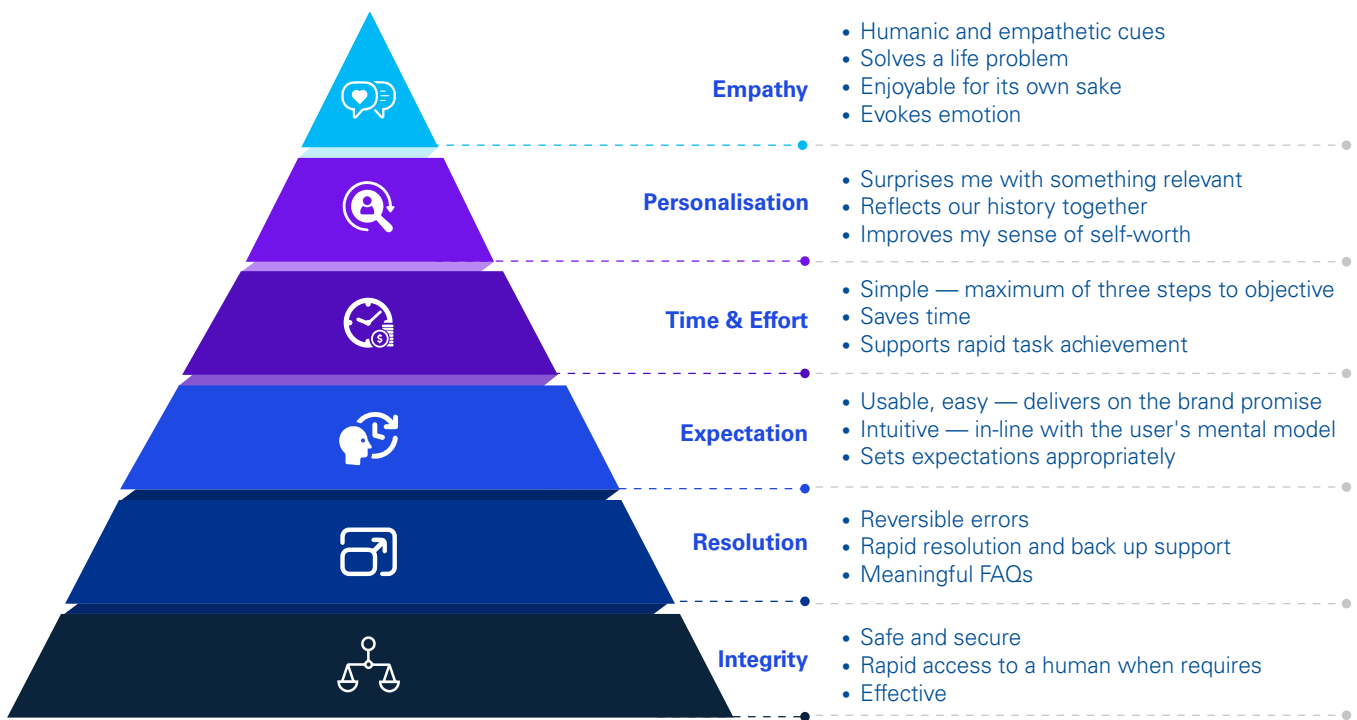 Empathy
• Humanic and empathetic cues
• Solves a life problem
• Enjoyable for its own sake
• Evokes emotion
Personalisation
• Surprises me with something relevant
• Reflects our history together
• Improves my sense of self-worth
Time & Effort
• Simple — maximum of three steps to objective
• Saves time
• Supports rapid task achievement
$
Expectation
• Usable, easy — delivers on the brand promise
• Intuitive — in-line with the user's mental model
• Sets expectations appropriately
Resolution
• Reversible errors
• Rapid resolution and back up support
• Meaningful FAQs
Integrity
• Safe and secure
• Rapid access to a human when requires
• Effective